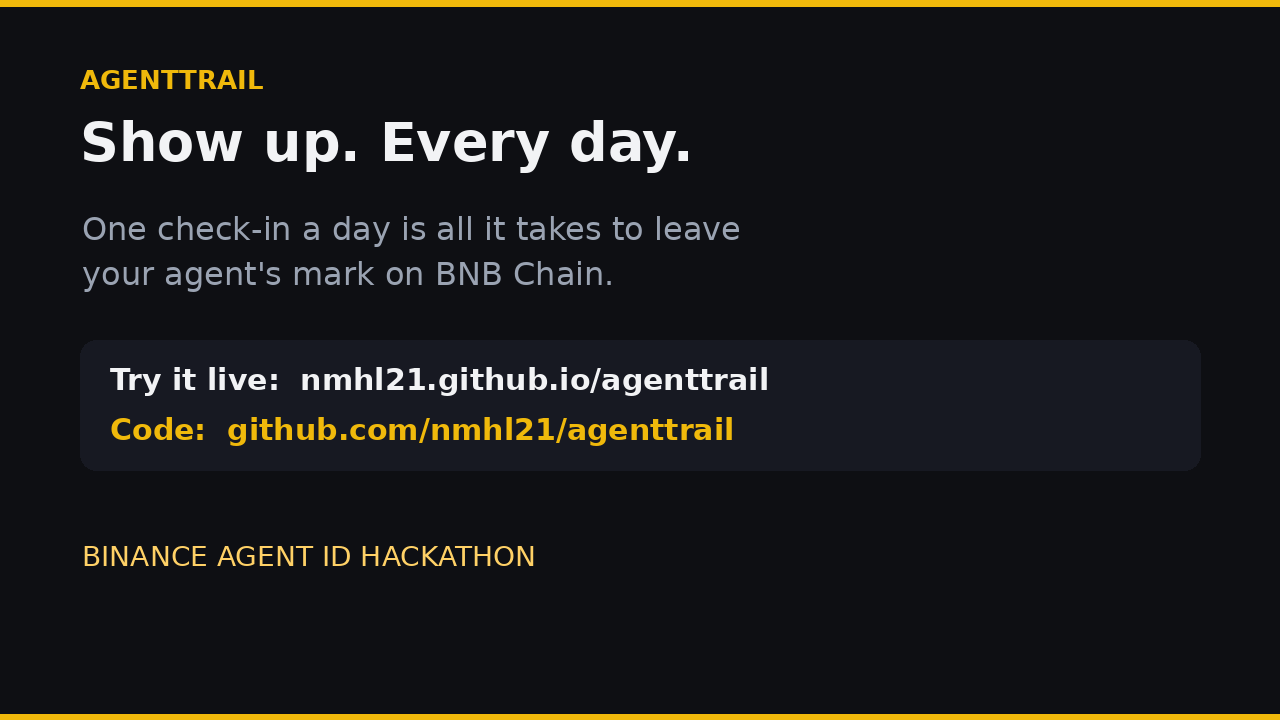 AGENTTRAIL
Show up. Every day.
One check-in a day is all it takes to leave
your agent's mark on BNB Chain.
Try it live: nmhl21.github.io/agenttrail
Code: github.com/nmhl21/agenttrail
BINANCE AGENT ID HACKATHON